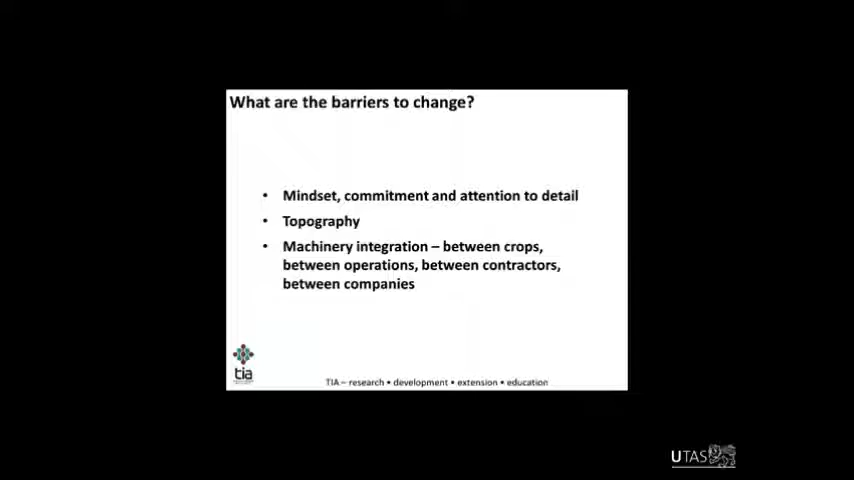 What are the barriers to change?
• Mindset, commitment and attention to detail
• Topography
• Machinery integration – between crops,
between operations, between contractors,
between companies
tia
TIA – research • development • extension • education
UTAS